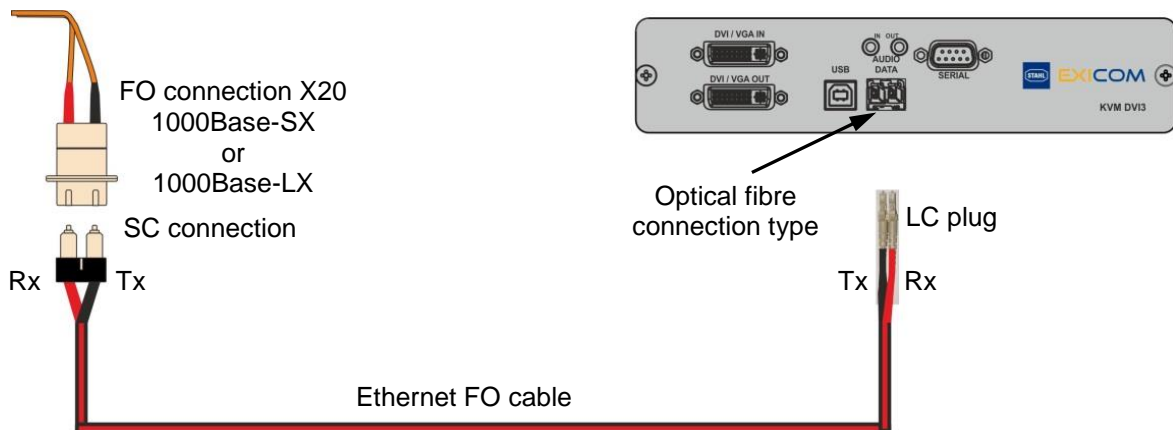 FO connection X20
1000Base-SX
or
1000Base-LX
SC connection
Rx
Tx
DVI / VGA IN
DVI / VGA OUT
USB
IN OUT
AUDIO
DATA
SERIAL
STAHL
EXICOM
KVM DVI3
Optical fibre
connection type
LC plug
Tx
Rx
Ethernet FO cable